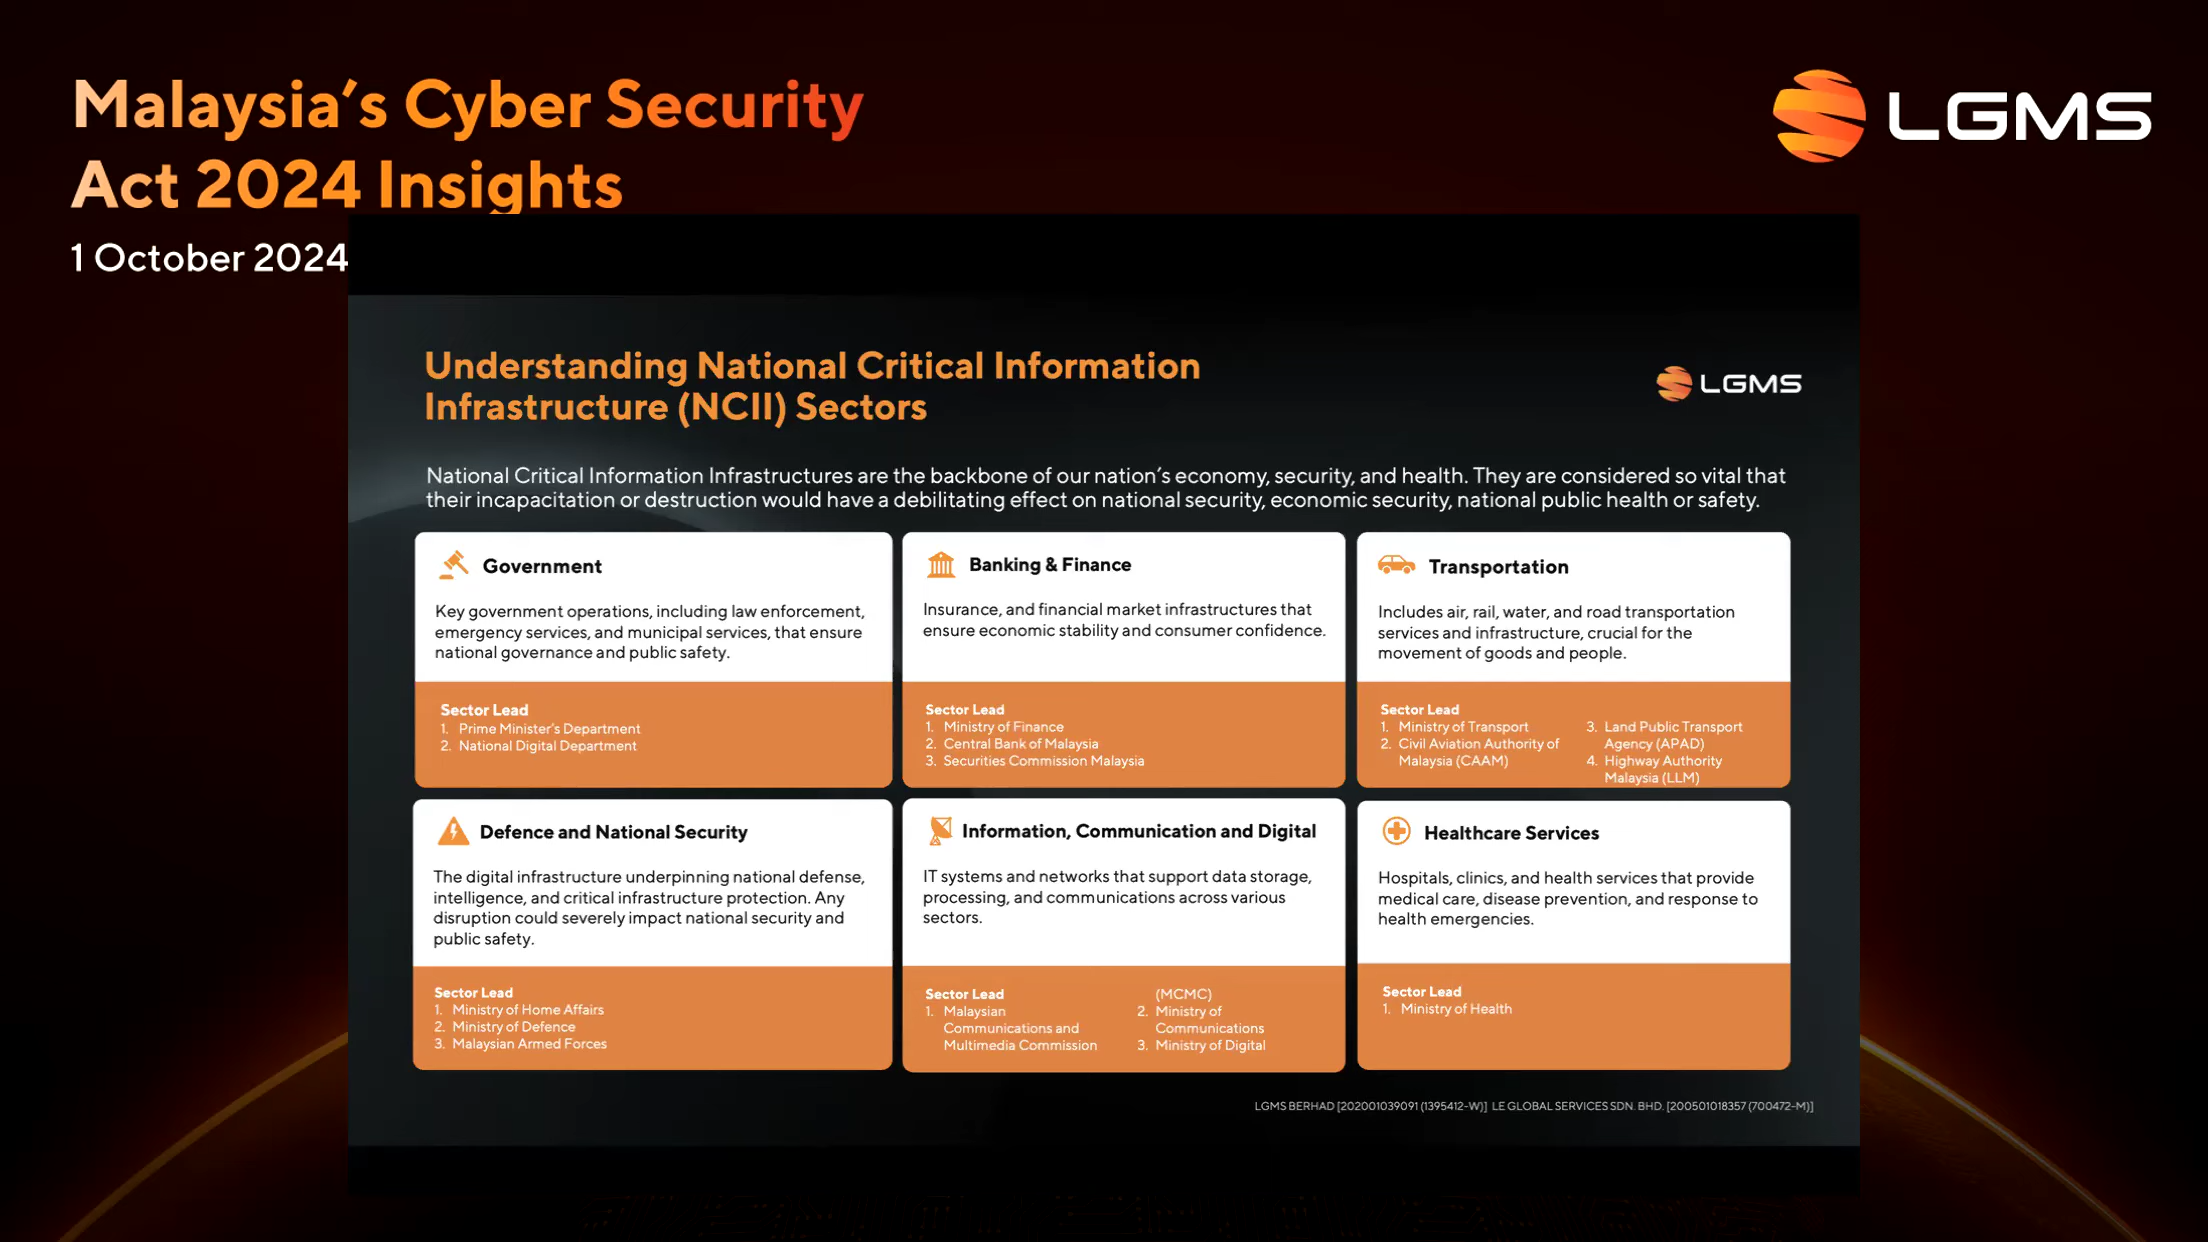 Malaysia's Cyber Security
Act 2024 Insights
1 October 2024
LGMS
Understanding National Critical Information
Infrastructure (NCII) Sectors
LGMS
National Critical Information Infrastructures are the backbone of our nation's economy, security, and health. They are considered so vital that
their incapacitation or destruction would have a debilitating effect on national security, economic security, national public health or safety.
Government
Key government operations, including law enforcement,
emergency services, and municipal services, that ensure
national governance and public safety.
Sector Lead
1. Prime Minister's Department
2. National Digital Department
Banking & Finance
Insurance, and financial market infrastructures that
ensure economic stability and consumer confidence.
Sector Lead
1. Ministry of Finance
2. Central Bank of Malaysia
3. Securities Commission Malaysia
Transportation
Includes air, rail, water, and road transportation
services and infrastructure, crucial for the
movement of goods and people.
Sector Lead
1. Ministry of Transport
2. Civil Aviation Authority of
Malaysia (CAAM)
3. Land Public Transport
Agency (APAD)
4. Highway Authority
Malaysia (LLM)
Defence and National Security
The digital infrastructure underpinning national defense,
intelligence, and critical infrastructure protection. Any
disruption could severely impact national security and
public safety.
Sector Lead
1. Ministry of Home Affairs
2. Ministry of Defence
3. Malaysian Armed Forces
Information, Communication and Digital
IT systems and networks that support data storage,
processing, and communications across various
sectors.
Sector Lead
1. Malaysian
Communications and
Multimedia Commission
(MCMC)
2. Ministry of
Communications
3. Ministry of Digital
Healthcare Services
Hospitals, clinics, and health services that provide
medical care, disease prevention, and response to
health emergencies.
Sector Lead
1. Ministry of Health
LGMS BERHAD [202001039091 (1395412-W)] LE GLOBAL SERVICES SDN. BHD. [200501018357 (700472-M)]